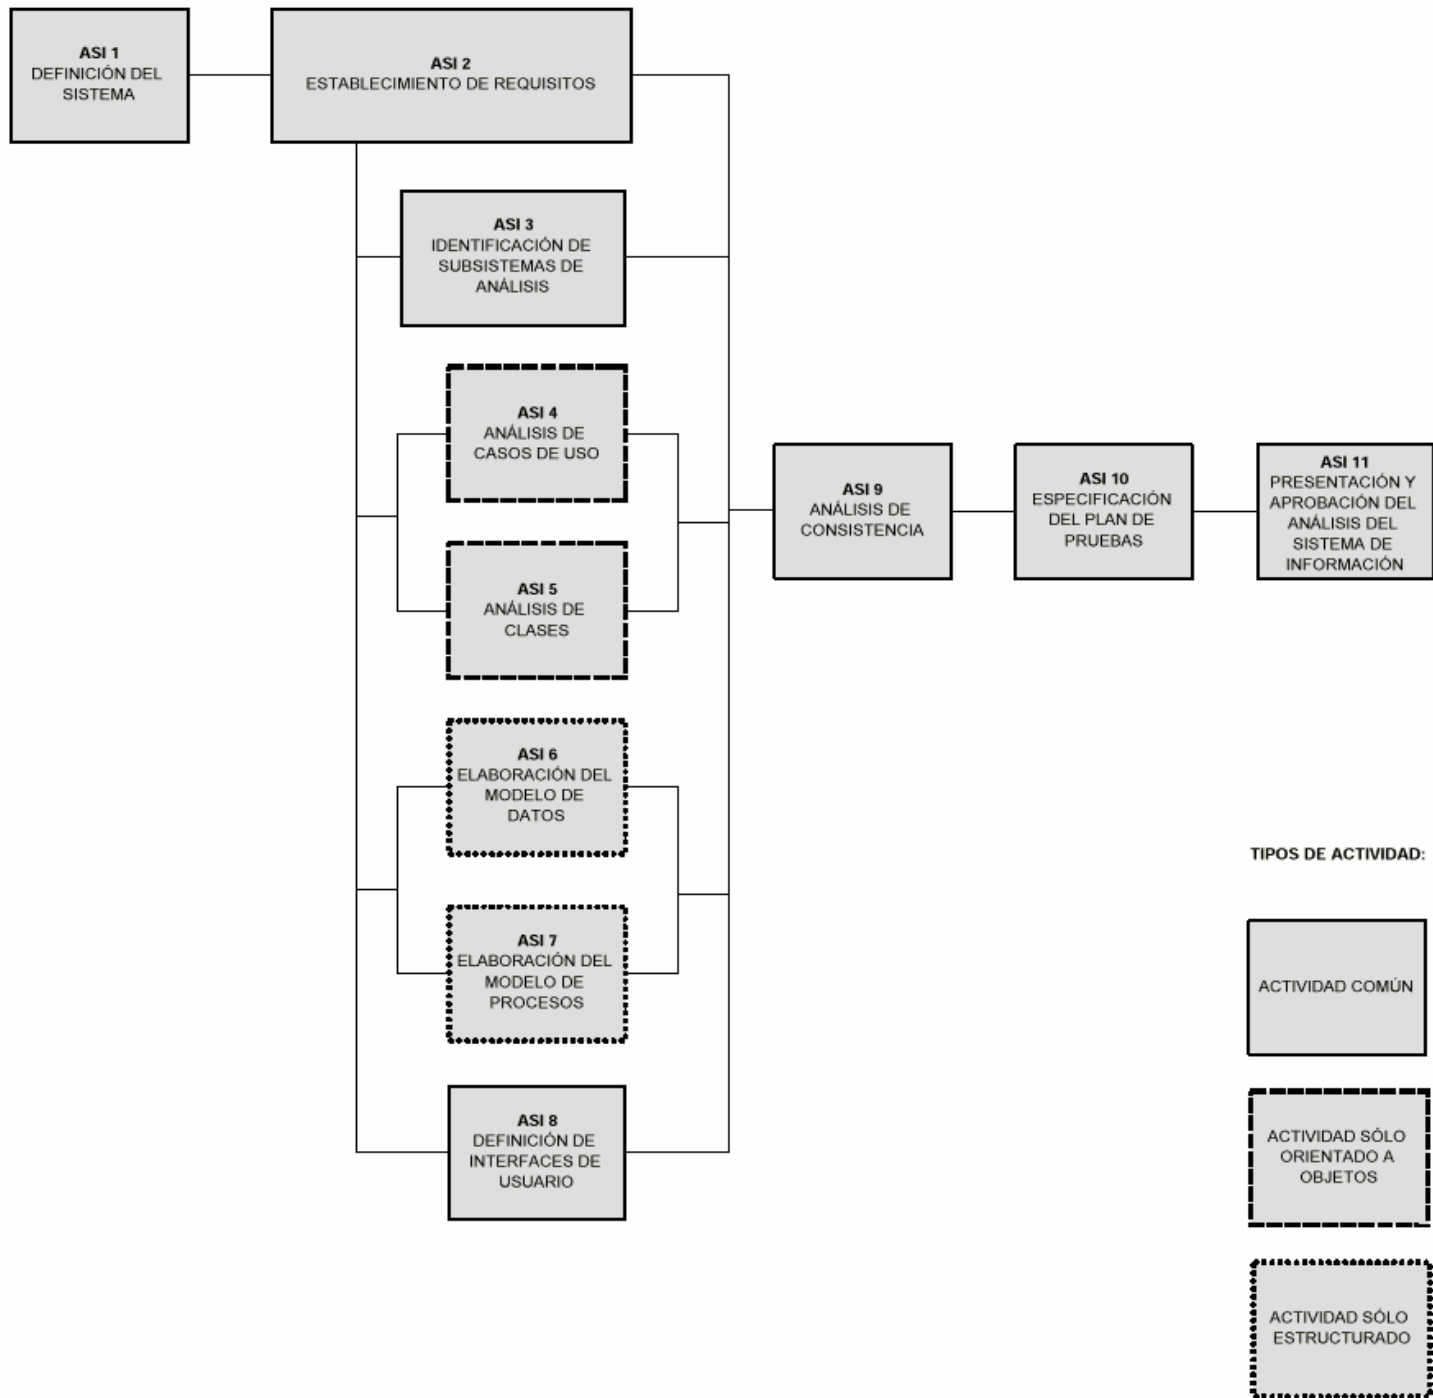 ASI 1
DEFINICIÓN DEL
SISTEMA
ASI 2
ESTABLECIMIENTO DE REQUISITOS
ASI 3
IDENTIFICACIÓN DE
SUBSISTEMAS DE
ANÁLISIS
ASI 4
ANÁLISIS DE
CASOS DE USO
ASI 5
ANÁLISIS DE
CLASES
ASI 6
ELABORACIÓN DEL
MODELO DE
DATOS
ASI 7
ELABORACIÓN DEL
MODELO DE
PROCESOS
ASI 8
DEFINICIÓN DE
INTERFACES DE
USUARIO
ASI 9
ANÁLISIS DE
CONSISTENCIA
ASI 10
ESPECIFICACIÓN
DEL PLAN DE
PRUEBAS
ASI 11
PRESENTACIÓN Y
APROBACIÓN DEL
ANÁLISIS DEL
SISTEMA DE
INFORMACIÓN
TIPOS DE ACTIVIDAD:
ACTIVIDAD COMÚN
ACTIVIDAD SÓLO
ORIENTADO A
OBJETOS
ACTIVIDAD SÓLO
ESTRUCTURADO